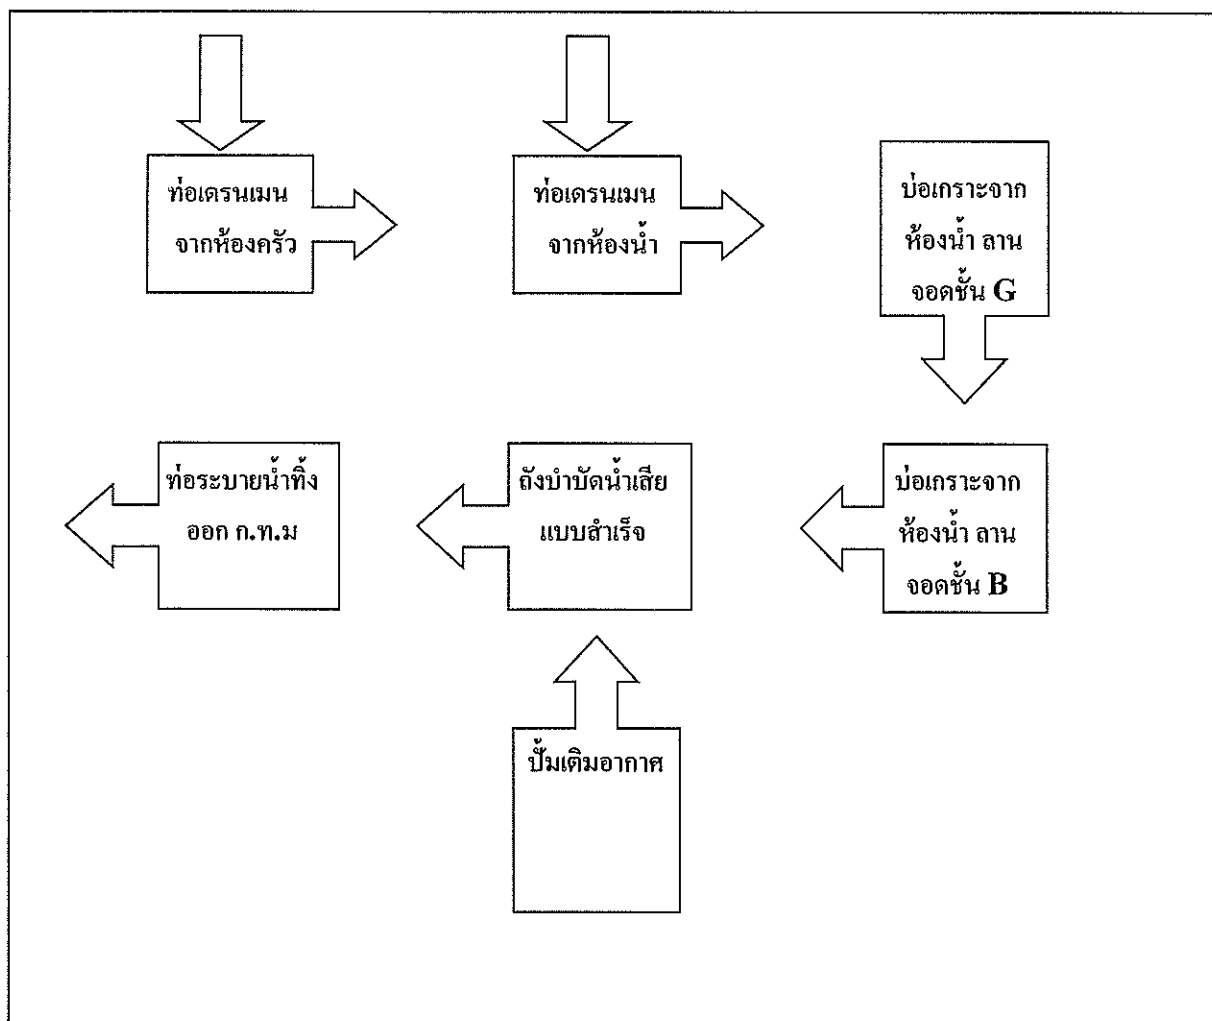 ท่อเดรนเมน
จากห้องครัว
ท่อเดรนเมน
จากห้องน้ำ
บ่อเกราะจาก
ห้องน้ำ ลาน
จอดชั้น G
ท่อระบายน้ำทิ้ง
ออก ก.ท.ม
ถังบำบัดน้ำเสีย
แบบสำเร็จ
บ่อเกราะจาก
ห้องน้ำ ลาน
จอดชั้น B
ปั้มเติมอากาศ